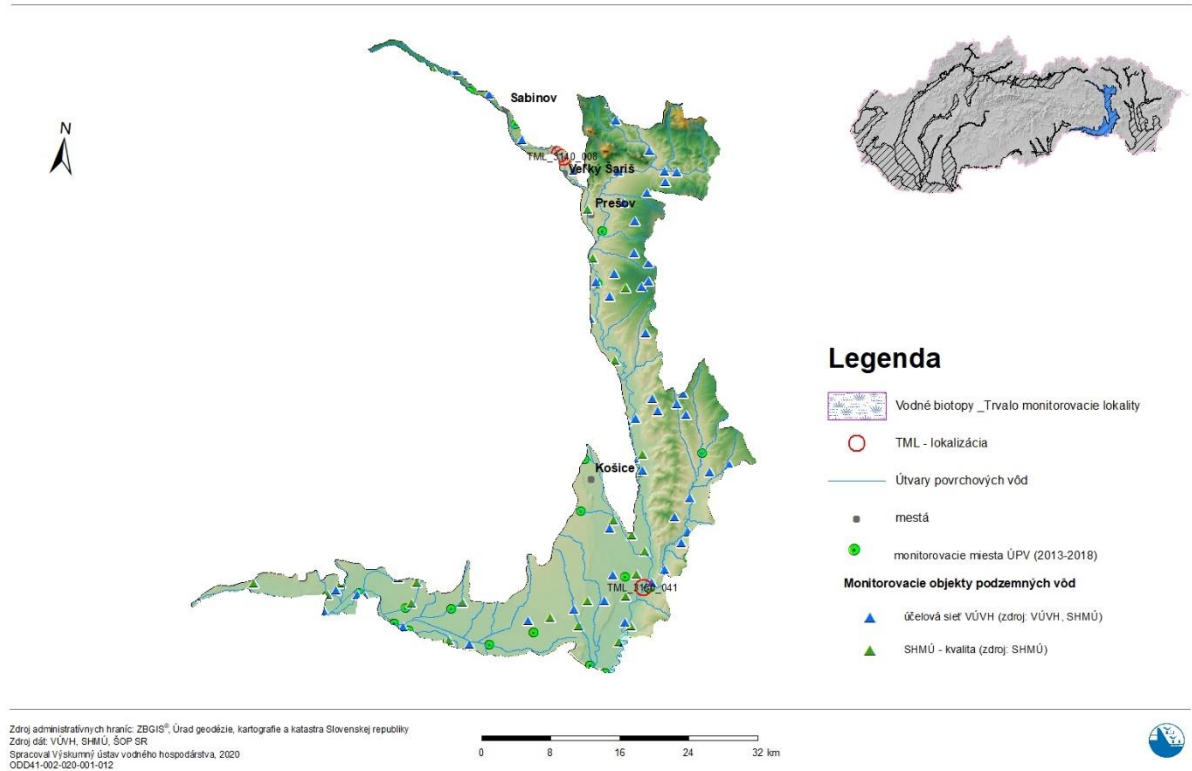 N
Sabinov
TML_3140_008
Veľký Šariš
Prešov
Košice
Legenda
Vodné biotopy _Trvalo monitorovacie lokality
TML - lokalizácia
Útvary povrchových vôd
mestá
monitorovacie miesta ÚPV (2013-2018)
Monitorovacie objekty podzemných vôd
účelová sieť VÚVH (zdroj: VÚVH, SHMÚ)
SHMÚ - kvalita (zdroj: SHMÚ)
Zdroj administratívnych hraníc: ZBGIS®, Úrad geodézie, kartografie a katastra Slovenskej republiky
Zdroj dát: VÚVH, SHMÚ, ŠOP SR
Spracoval Výskumný ústav vodného hospodárstva, 2020
ODD41-002-020-001-012
0 8 16 24 32 km